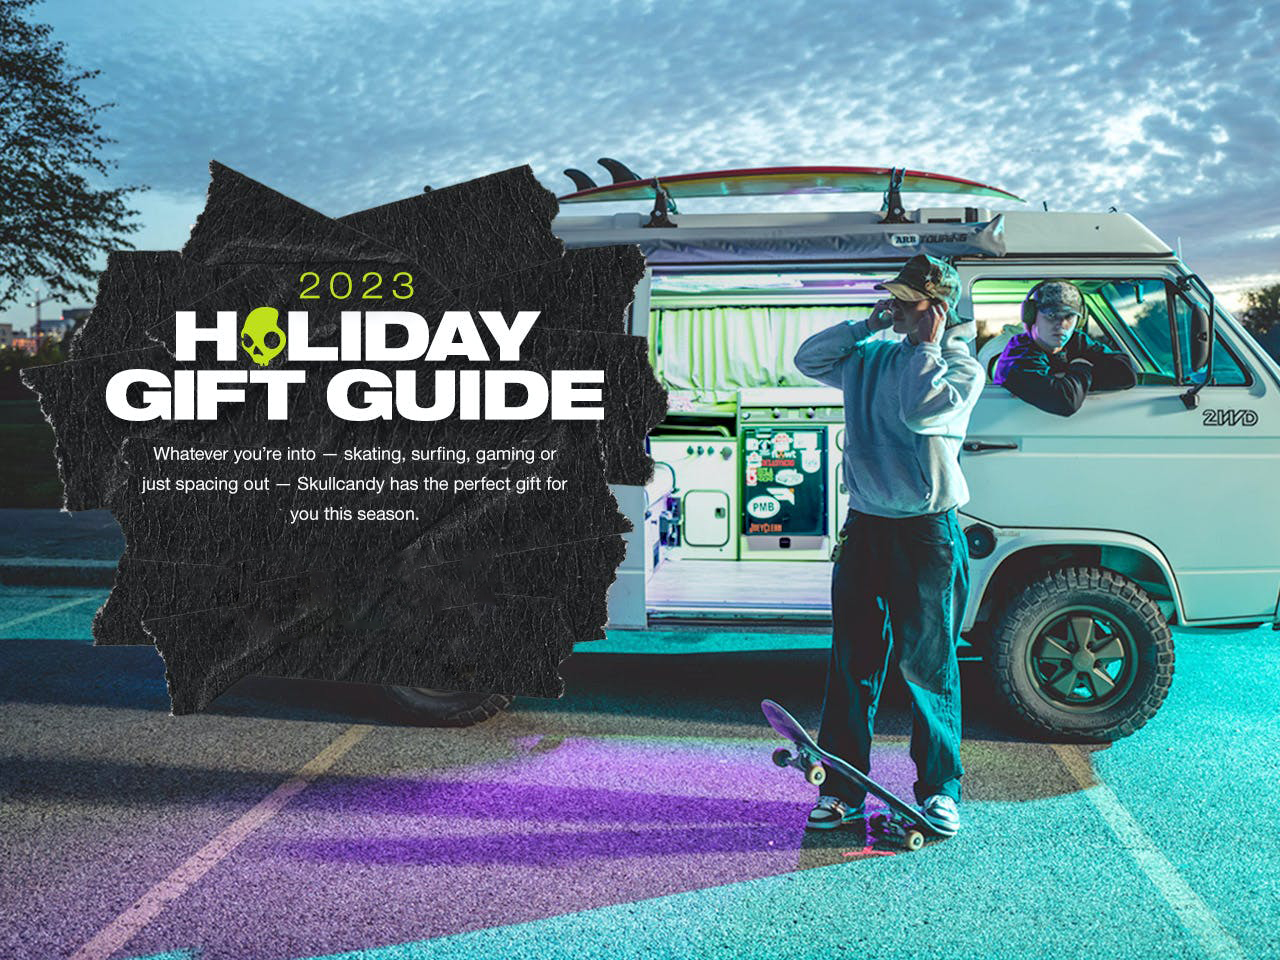 2023
HOLIDAY
GIFT GUIDE
Whatever you're into — skating, surfing, gaming or
just spacing out — Skullcandy has the perfect gift for
you this season.
ARB TOURING
2WD
PMB
JOEYCLEAN